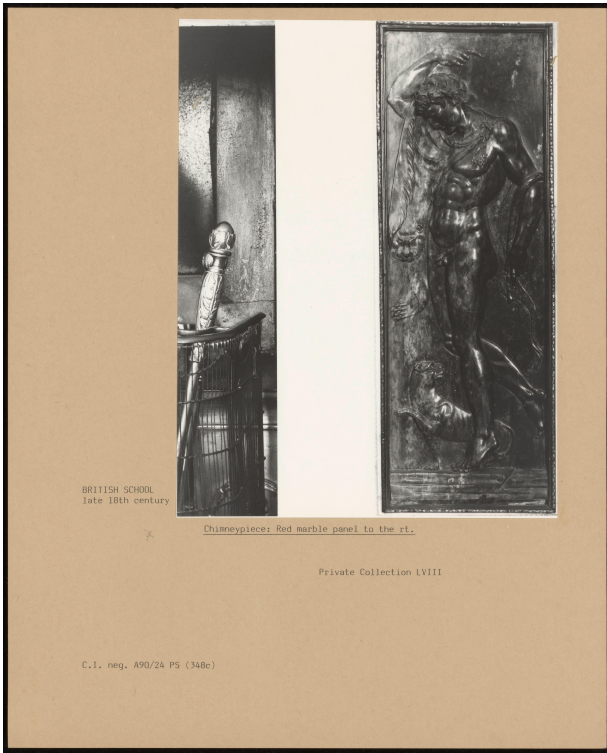 BRITISH SCHOOL
late 18th century
Chimneypiece: Red marble panel to the rt.
Private Collection LVIII
C.I. neg. A90/24 PS (348c)